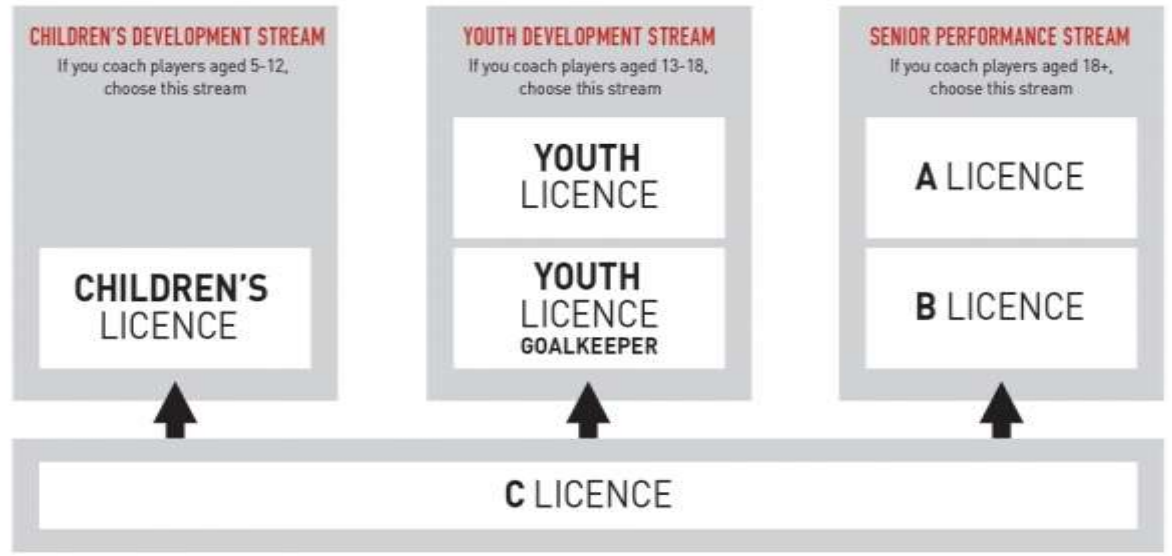 CHILDREN'S DEVELOPMENT STREAM
If you coach players aged 5-12,
choose this stream
CHILDREN'S
LICENCE
YOUTH DEVELOPMENT STREAM
If you coach players aged 13-18,
choose this stream
YOUTH
LICENCE
YOUTH
LICENCE
GOALKEEPER
SENIOR PERFORMANCE STREAM
If you coach players aged 18+,
choose this stream
A LICENCE
B LICENCE
C LICENCE